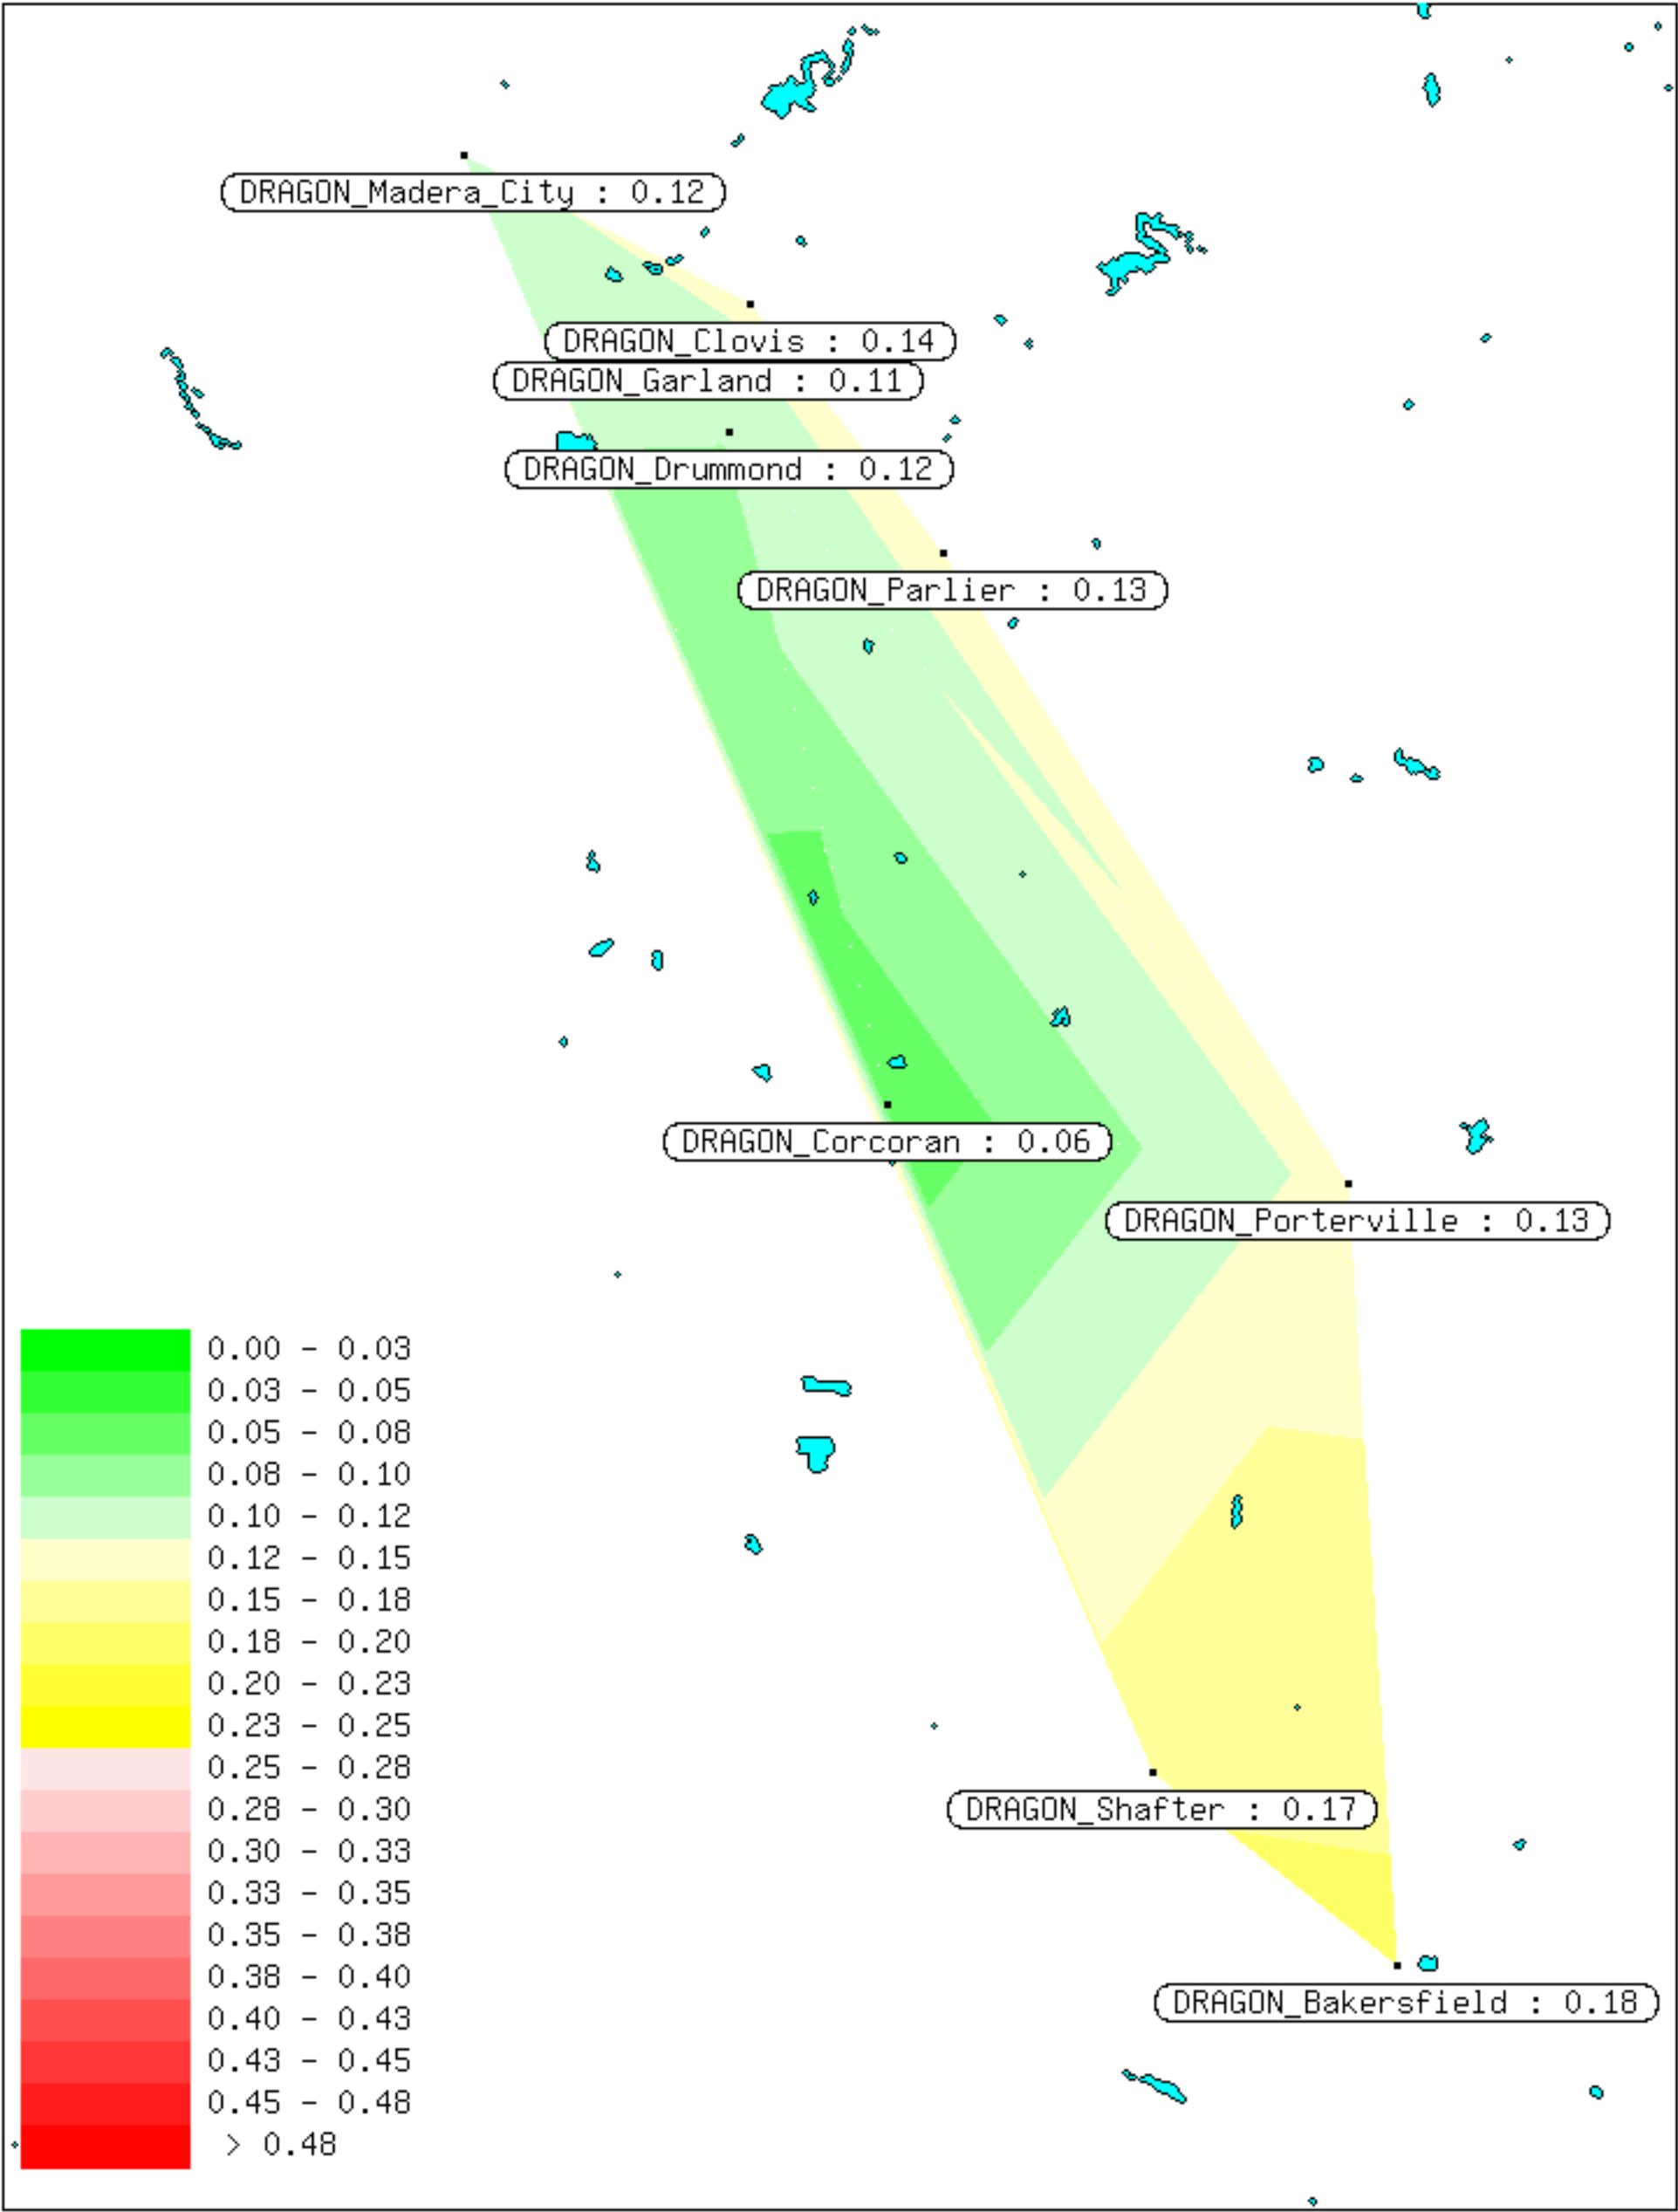 DRAGON_Madera_City : 0.12
DRAGON_Clovis : 0.14
DRAGON_Garland : 0.11
DRAGON_Drummond : 0.12
DRAGON_Parlier : 0.13
DRAGON_Corcoran : 0.06
DRAGON_Porterville : 0.13
0.00 - 0.03
0.03 - 0.05
0.05 - 0.08
0.08 - 0.10
0.10 - 0.12
0.12 - 0.15
0.15 - 0.18
0.18 - 0.20
0.20 - 0.23
0.23 - 0.25
0.25 - 0.28
0.28 - 0.30
0.30 - 0.33
0.33 - 0.35
0.35 - 0.38
0.38 - 0.40
0.40 - 0.43
0.43 - 0.45
0.45 - 0.48
> 0.48
DRAGON_Shafter : 0.17
DRAGON_Bakersfield : 0.18